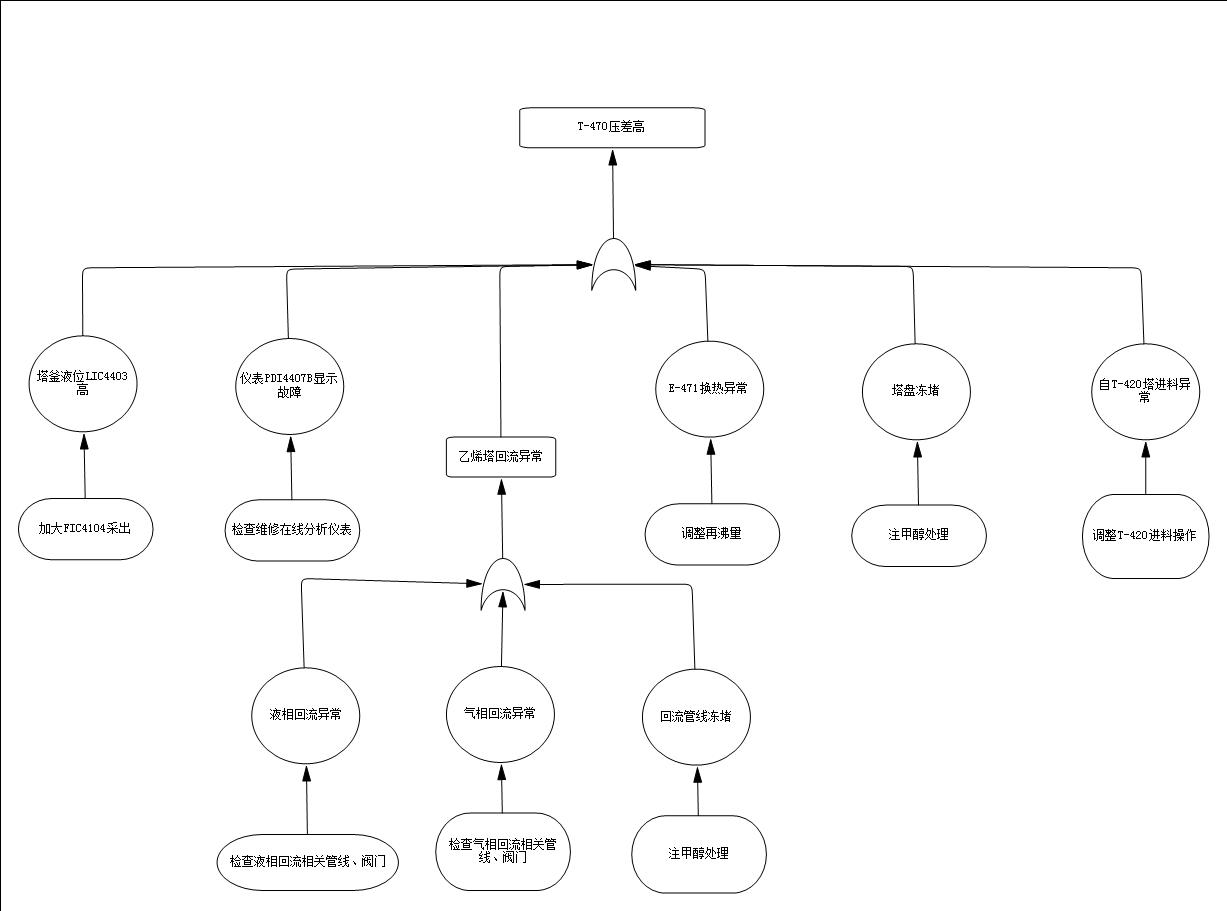 T-470压差高
塔釜液位LIC4403
高
仪表PDI4407B显示
故障
E-471换热异常
塔盘冻堵
自T-420塔进料异
常
乙烯塔回流异常
加大FIC4104采出
检查维修在线分析仪表
调整再沸量
注甲醇处理
调整T-420进料操作
液相回流异常
气相回流异常
回流管线冻堵
检查液相回流相关管线、阀门
检查气相回流相关管
线、阀门
注甲醇处理